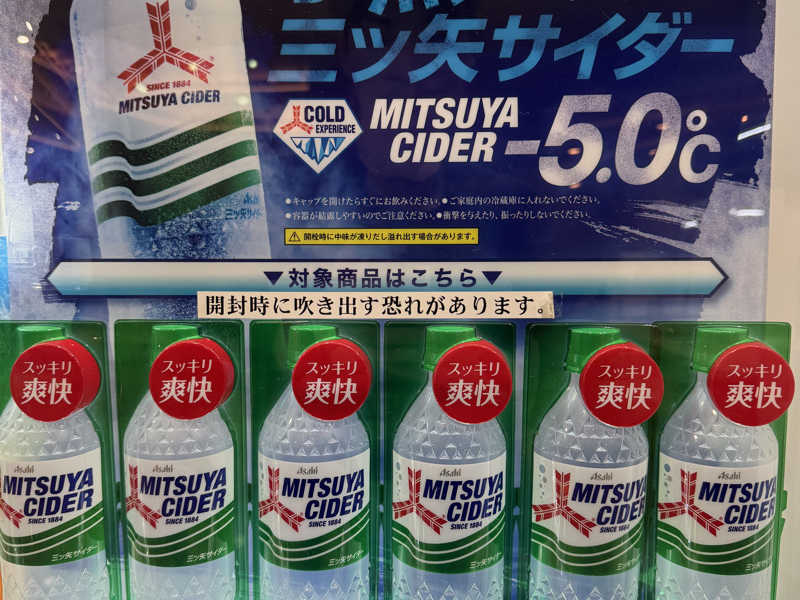 三ツ矢サイダー
SINCE 1884
MITSUYA CIDER
COLD
EXPERIENCE
MITSUYA
CIDER
-5.0℃
●キャップを開けたらすぐにお飲みください。●ご家庭内の冷蔵庫に入れないでください。
●容器が結露しやすいのでご注意ください。●衝撃を与えたり、振ったりしないでください。
⚠開栓時に中味が凍りだし溢れ出す場合があります。
Asahi
三ツ矢サイダー
▼対象商品はこちら▼
開封時に吹き出す恐れがあります。
スッキリ
爽快
スッキリ
爽快
スッキリ
爽快
スッキリ
爽快
スッキリ
爽快
スッキリ
爽快
Asahi
MITSUYA
CIDER
SINCE 1884
三ツ矢サイダー
Asahi
MITSUYA
CIDER
SINCE 1884
三ツ矢サイダー
Asahi
MITSUYA
CIDER
SINCE 1884
三ツ矢サイダー
Asahi
MITSUYA
CIDER
SINCE 1884
三ツ矢サイダー
Asahi
MITSUYA
CIDER
SINCE 1884
三ツ矢サイダー
Asahi
MITSUYA
CIDER
SINCE 1884
三ツ矢サイダー